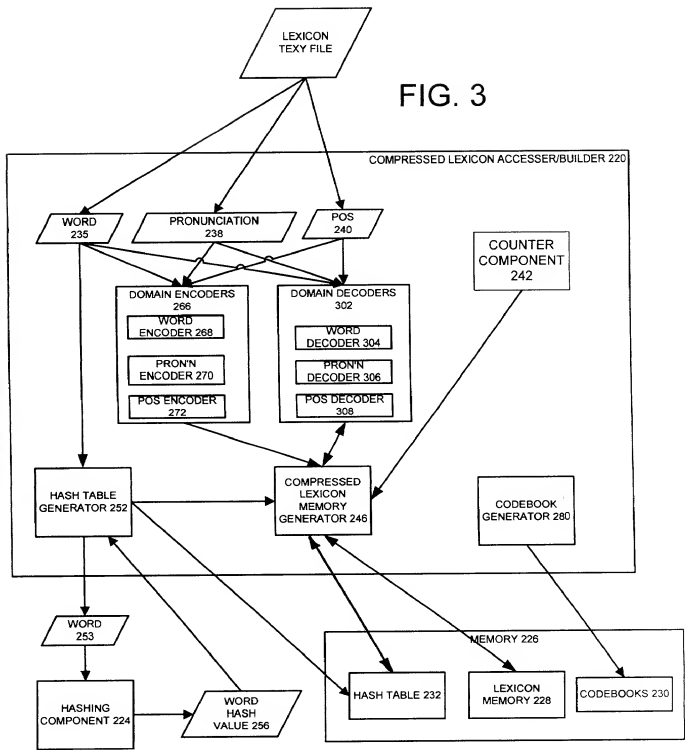 LEXICON
TEXY FILE
FIG. 3
COMPRESSED LEXICON ACCESSER/BUILDER 220
WORD
235
PRONUNCIATION
238
POS
240
COUNTER
COMPONENT
242
DOMAIN ENCODERS
266
WORD
ENCODER 268
PRON'N
ENCODER 270
POS ENCODER
272
DOMAIN DECODERS
302
WORD
DECODER 304
PRON'N
DECODER 306
POS DECODER
308
HASH TABLE
GENERATOR 252
COMPRESSED
LEXICON
MEMORY
GENERATOR 246
CODEBOOK
GENERATOR 280
WORD
253
MEMORY 226
HASHING
COMPONENT 224
WORD
HASH
VALUE 256
HASH TABLE 232
LEXICON
MEMORY 228
CODEBOOKS 230